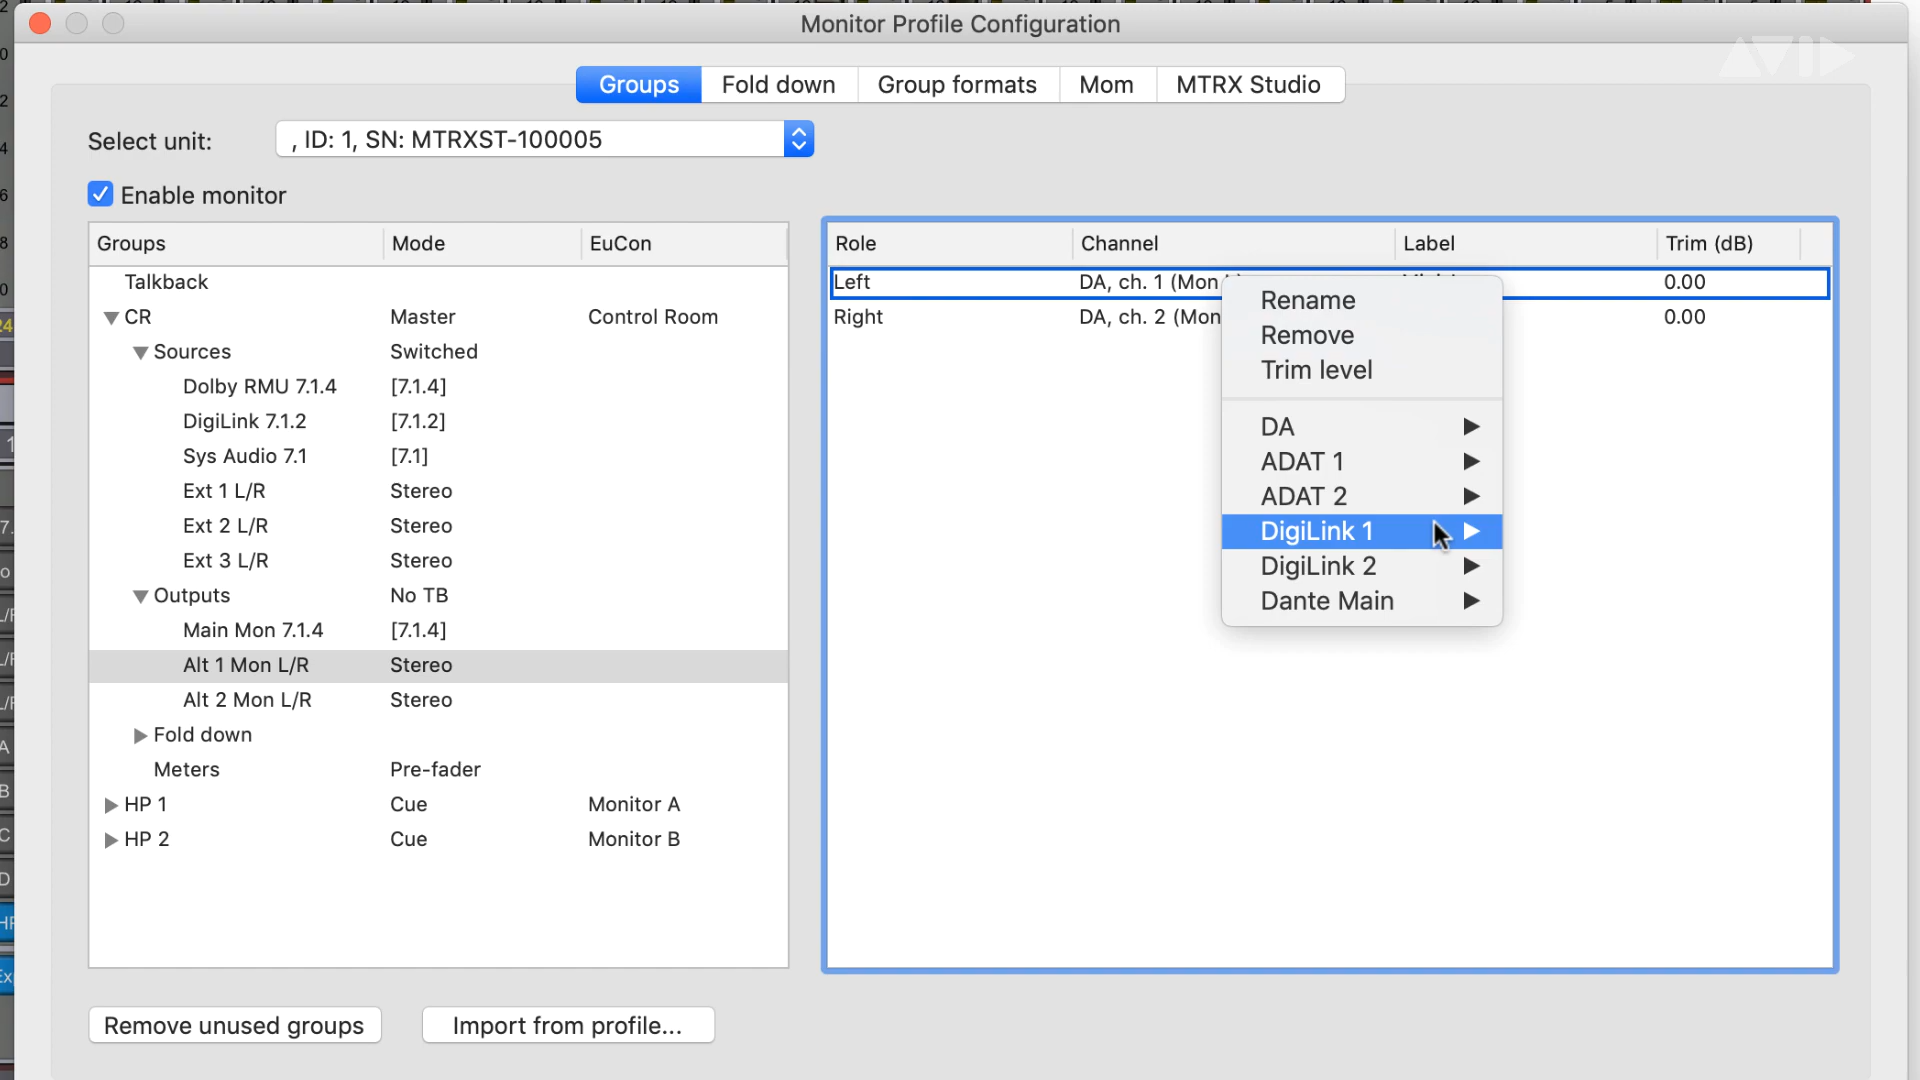 Monitor Profile Configuration
AVID
Groups Fold down Group formats Mom MTRX Studio
Select unit: , ID: 1, SN: MTRXST-100005
Enable monitor
Groups Mode EuCon
Talkback
CR Master Control Room
Sources Switched
Dolby RMU 7.1.4 [7.1.4]
DigiLink 7.1.2 [7.1.2]
Sys Audio 7.1 [7.1]
Ext 1 L/R Stereo
Ext 2 L/R Stereo
Ext 3 L/R Stereo
Outputs No TB
Main Mon 7.1.4 [7.1.4]
Alt 1 Mon L/R Stereo
Alt 2 Mon L/R Stereo
Fold down
Meters Pre-fader
HP 1 Cue Monitor A
HP 2 Cue Monitor B
Role Channel Label Trim (dB)
Left DA, ch. 1 (Mon 0.00
Right DA, ch. 2 (Mon 0.00
Rename
Remove
Trim level
DA
ADAT 1
ADAT 2
DigiLink 1
DigiLink 2
Dante Main
Remove unused groups Import from profile...